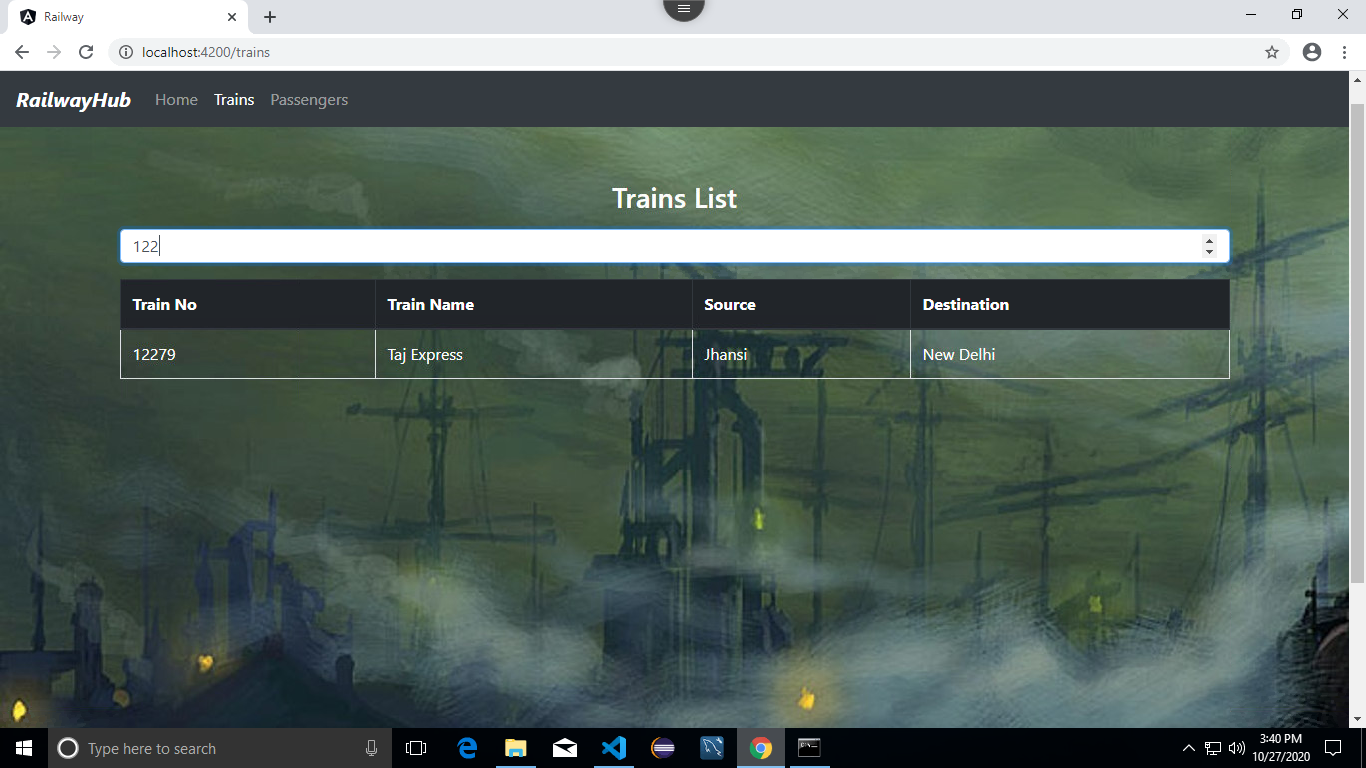 Railway
localhost:4200/trains
RailwayHub Home Trains Passengers
Trains List
122
Train No Train Name Source Destination
12279 Taj Express Jhansi New Delhi
Type here to search
3:40 PM
10/27/2020